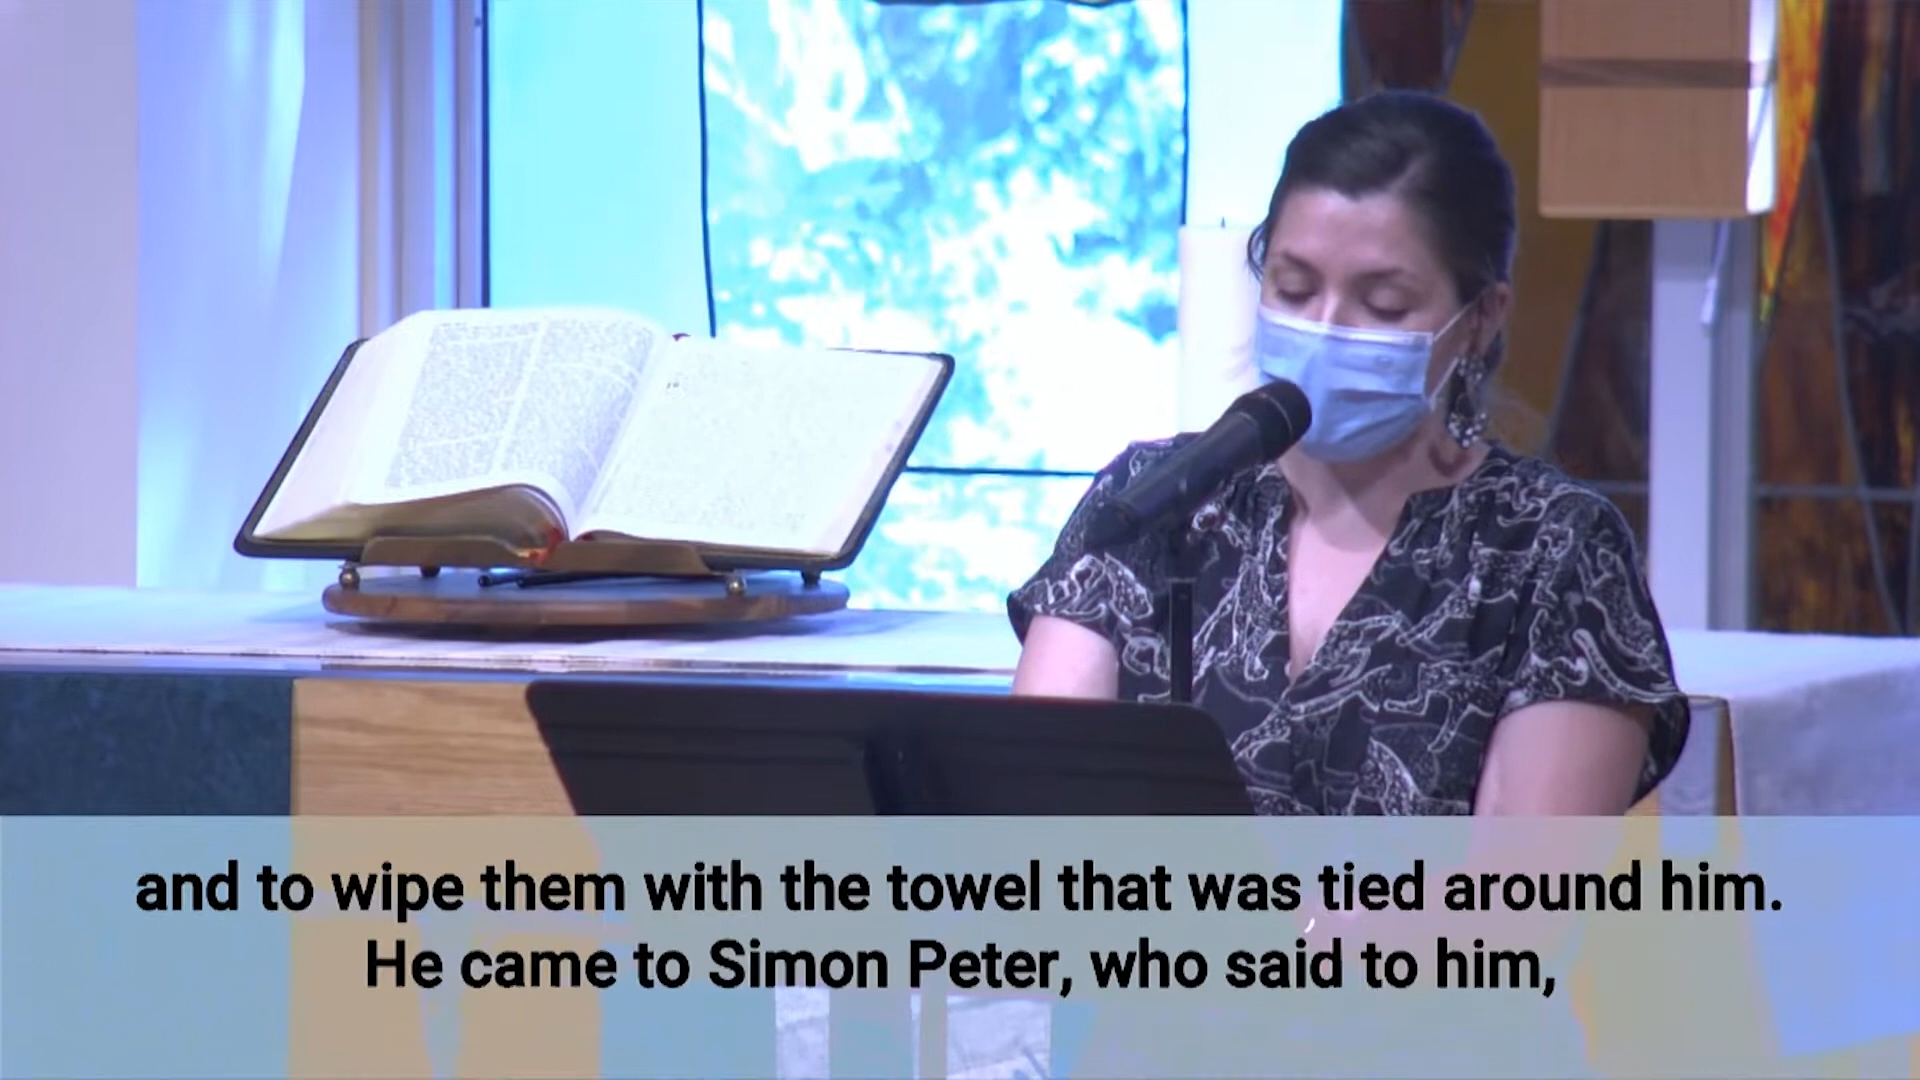 and to wipe them with the towel that was tied around him.
He came to Simon Peter, who said to him,